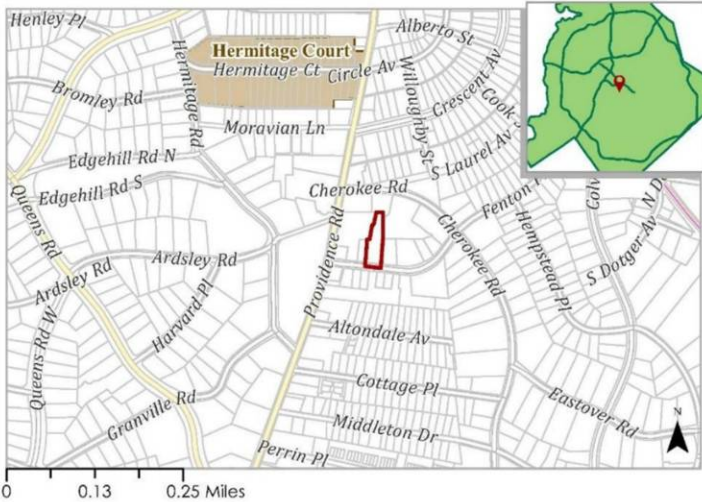 Henley Pl
Alberto St
Hermitage Court
Hermitage Rd
Hermitage Ct
Circle Av
Willoughby St
Crescent Av
Bromley Rd
Cook
Moravian Ln
S Laurel Av
Edgehill Rd N
Edgehill Rd S
Cherokee Rd
Fenton
Colv
N D
Queens Rd
Providence Rd
Cherokee Rd
Hempstead Pl
S Dotger Av
Ardsley Rd
Ardsley Rd
Harvard Pl
Altondale Av
Queens Rd W
Cottage Pl
Eastover Rd
Granville Rd
Middleton Dr
N
Perrin Pl
0 0.13 0.25 Miles